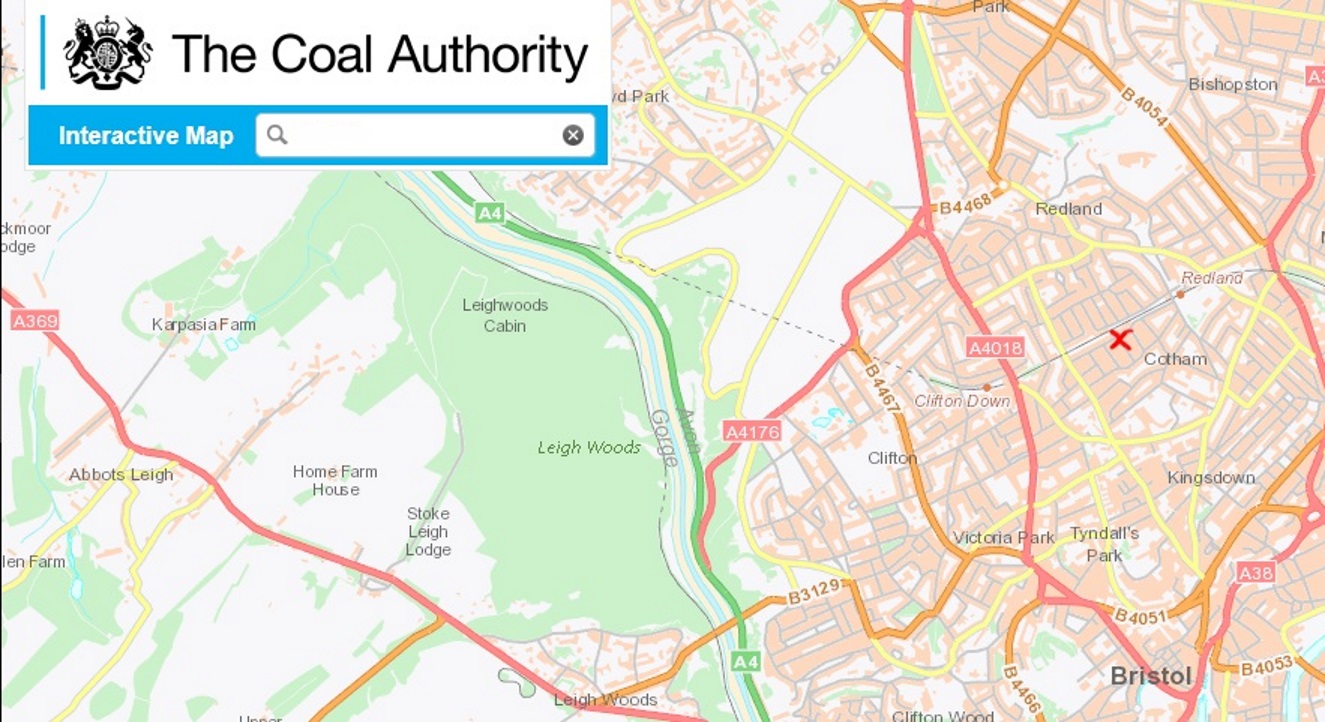 The Coal Authority
Interactive Map
Park
Bishopston
B4054
yd Park
A4
B4468
Redland
ckmoor
odge
Redland
Leighwoods
Cabin
A369
Karpasia Farm
A4018
Cotham
B4467
Clifton Down
A4176
Avon
Gorge
Leigh Woods
Clifton
Abbots Leigh
Home Farm
House
Kingsdown
Stoke
Leigh
Lodge
Victoria Park
Tyndall's
Park
len Farm
A38
B3129
B4051
A4
B4053
Bristol
B4466
Leigh Woods
Clifton Wood
Upper